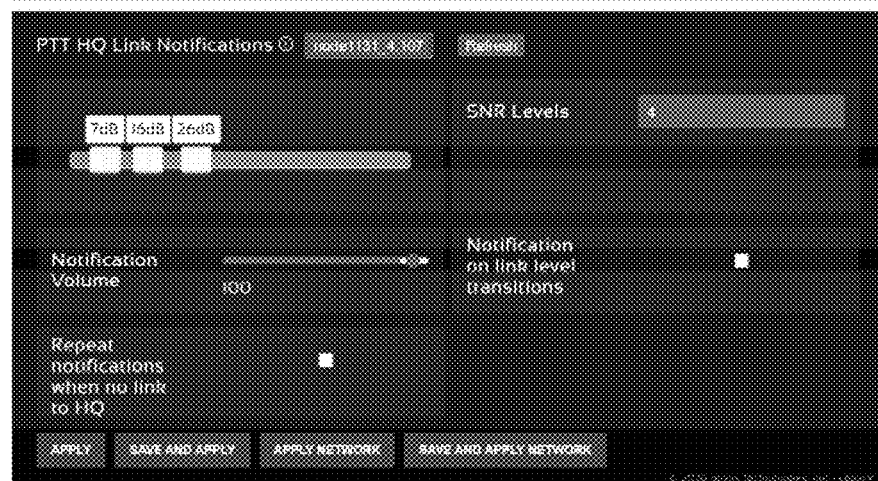 PTT HQ Link Notifications
Refresh
7dB 16dB 26dB
SNR Levels
4
Notification
Volume
100
Notification
on link level
transitions
Repeat
notifications
when no link
to HQ
APPLY
SAVE AND APPLY
APPLY NETWORK
SAVE AND APPLY NETWORK